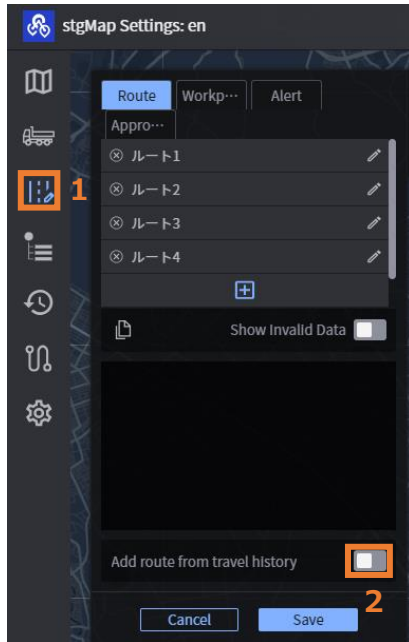 stgMap Settings: en
Route Workp⋯ Alert
Appro⋯
ルート1
1
ルート2
ルート3
ルート4
Show Invalid Data
Add route from travel history
2
Cancel Save